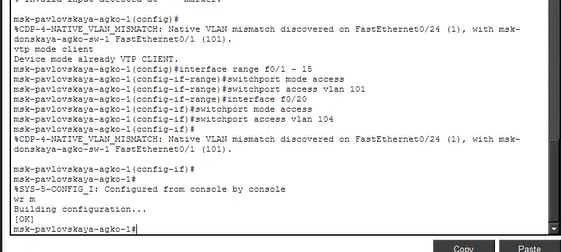 msk-pavlovskaya-agko-1(config)#
%CDP-4-NATIVE_VLAN_MISMATCH: Native VLAN mismatch discovered on FastEthernet0/24 (1), with msk-
donskaya-agko-sw-1 FastEthernet0/1 (101).
vtp mode client
Device mode already VTP CLIENT.
msk-pavlovskaya-agko-1(config)#interface range f0/1 - 15
msk-pavlovskaya-agko-1(config-if-range)#switchport mode access
msk-pavlovskaya-agko-1(config-if-range)#switchport access vlan 101
msk-pavlovskaya-agko-1(config-if-range)#interface f0/20
msk-pavlovskaya-agko-1(config-if)#switchport mode access
msk-pavlovskaya-agko-1(config-if)#switchport access vlan 104
msk-pavlovskaya-agko-1(config-if)#
%CDP-4-NATIVE_VLAN_MISMATCH: Native VLAN mismatch discovered on FastEthernet0/24 (1), with msk-
donskaya-agko-sw-1 FastEthernet0/1 (101).
msk-pavlovskaya-agko-1(config-if)#
msk-pavlovskaya-agko-1#
%SYS-5-CONFIG_I: Configured from console by console
wr m
Building configuration...
[OK]
msk-pavlovskaya-agko-1#
Copy
Paste